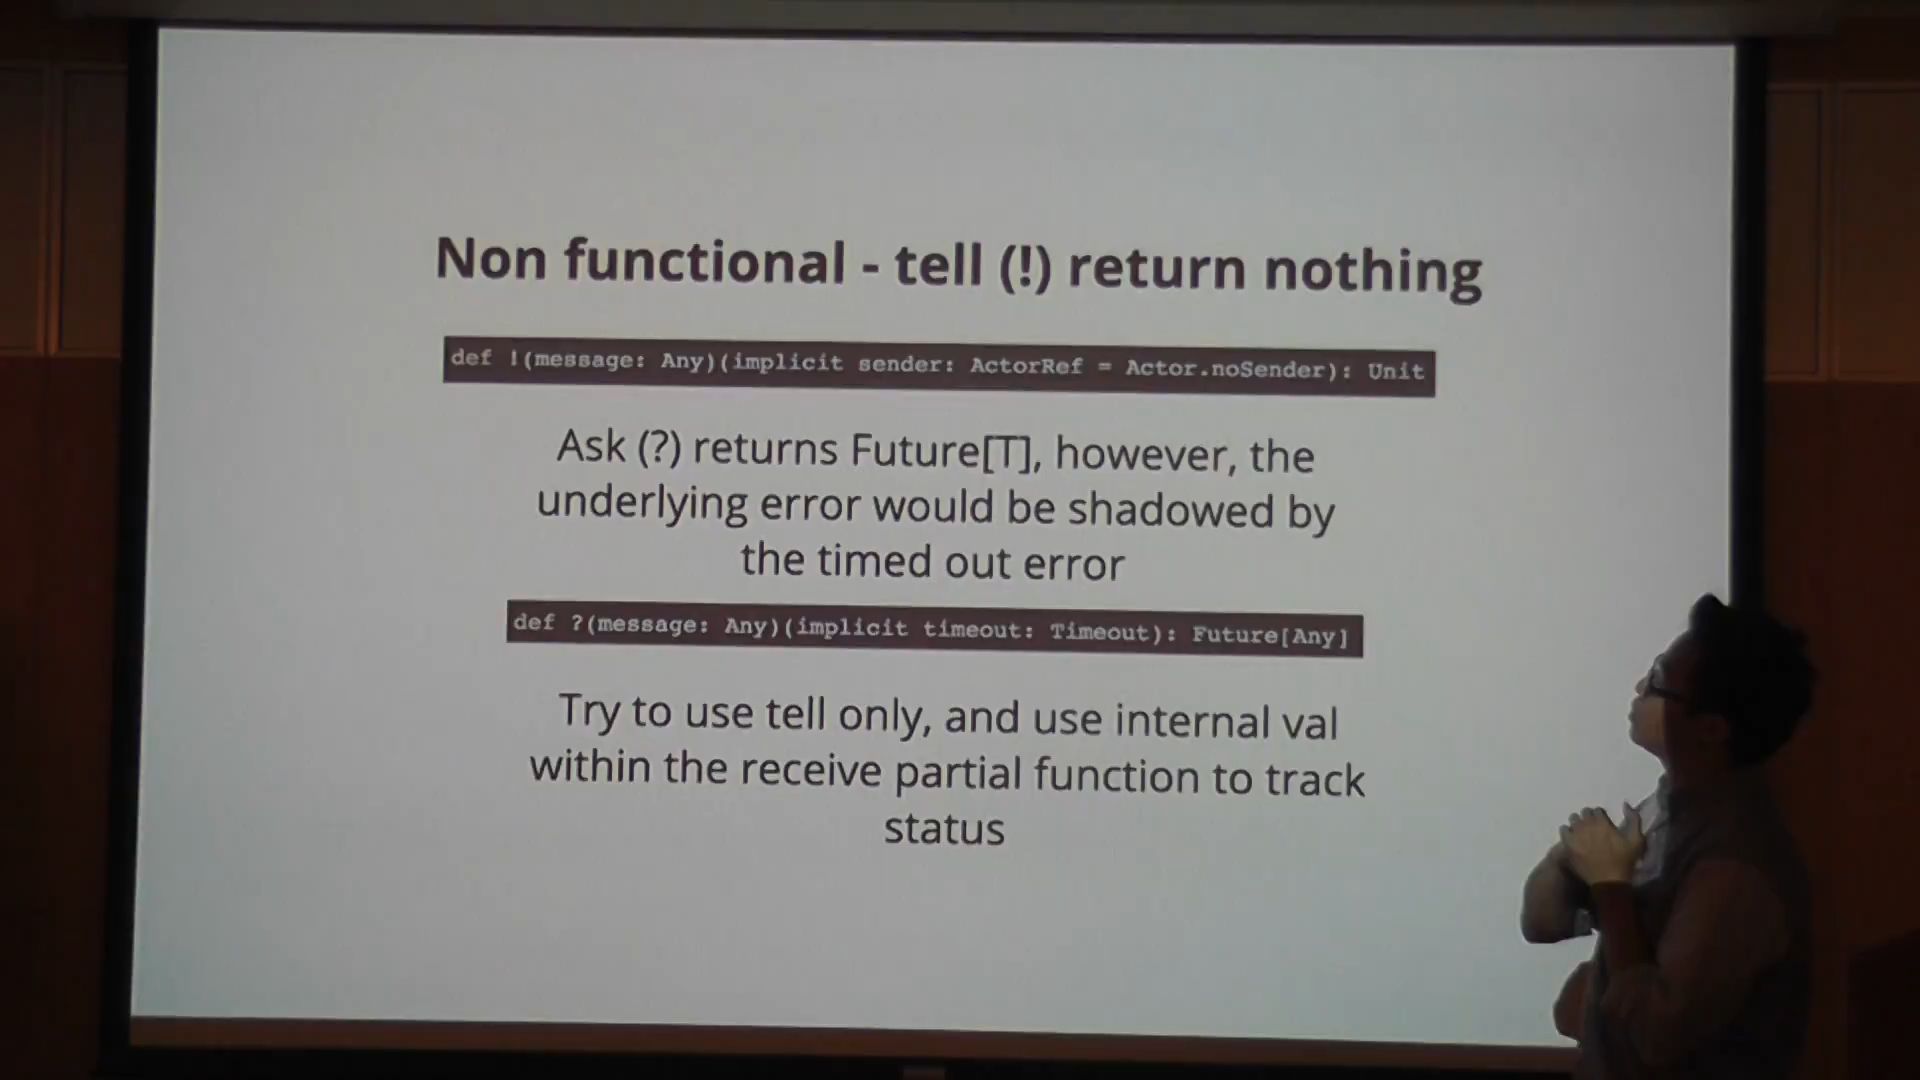 Non functional - tell (!) return nothing
def !(message: Any)(implicit sender: ActorRef = Actor.noSender): Unit
Ask (?) returns Future[T], however, the
underlying error would be shadowed by
the timed out error
def ?(message: Any)(implicit timeout: Timeout): Future[Any]
Try to use tell only, and use internal val
within the receive partial function to track
status